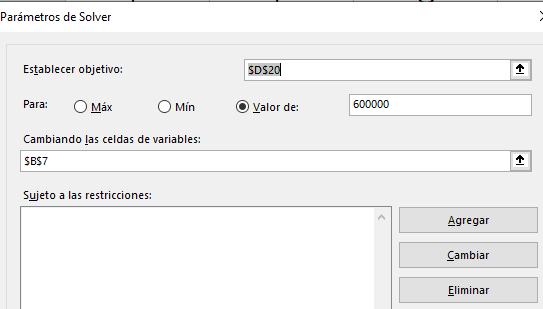 Parámetros de Solver
Establecer objetivo: $D$20
Para: Máx Mín Valor de: 600000
Cambiando las celdas de variables:
$B$7
Sujeto a las restricciones:
Agregar
Cambiar
Eliminar